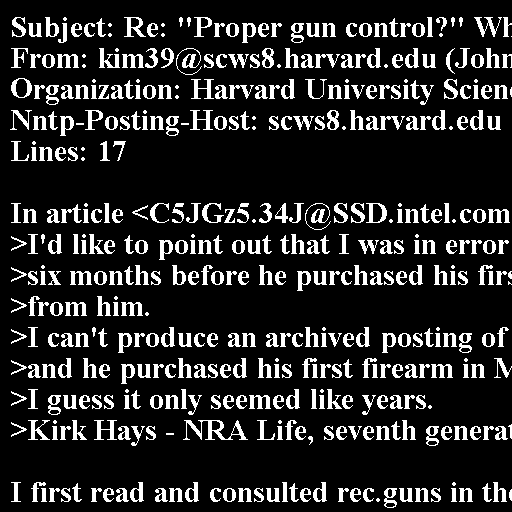 Subject: Re: "Proper gun control?" Wh
From: kim39@scws8.harvard.edu (John
Organization: Harvard University Scien
Nntp-Posting-Host: scws8.harvard.edu
Lines: 17

In article <C5JGz5.34J@SSD.intel.com
>I'd like to point out that I was in error
>six months before he purchased his firs
>from him.
>I can't produce an archived posting of
>and he purchased his first firearm in M
>I guess it only seemed like years.
>Kirk Hays - NRA Life, seventh generat

I first read and consulted rec.guns in the